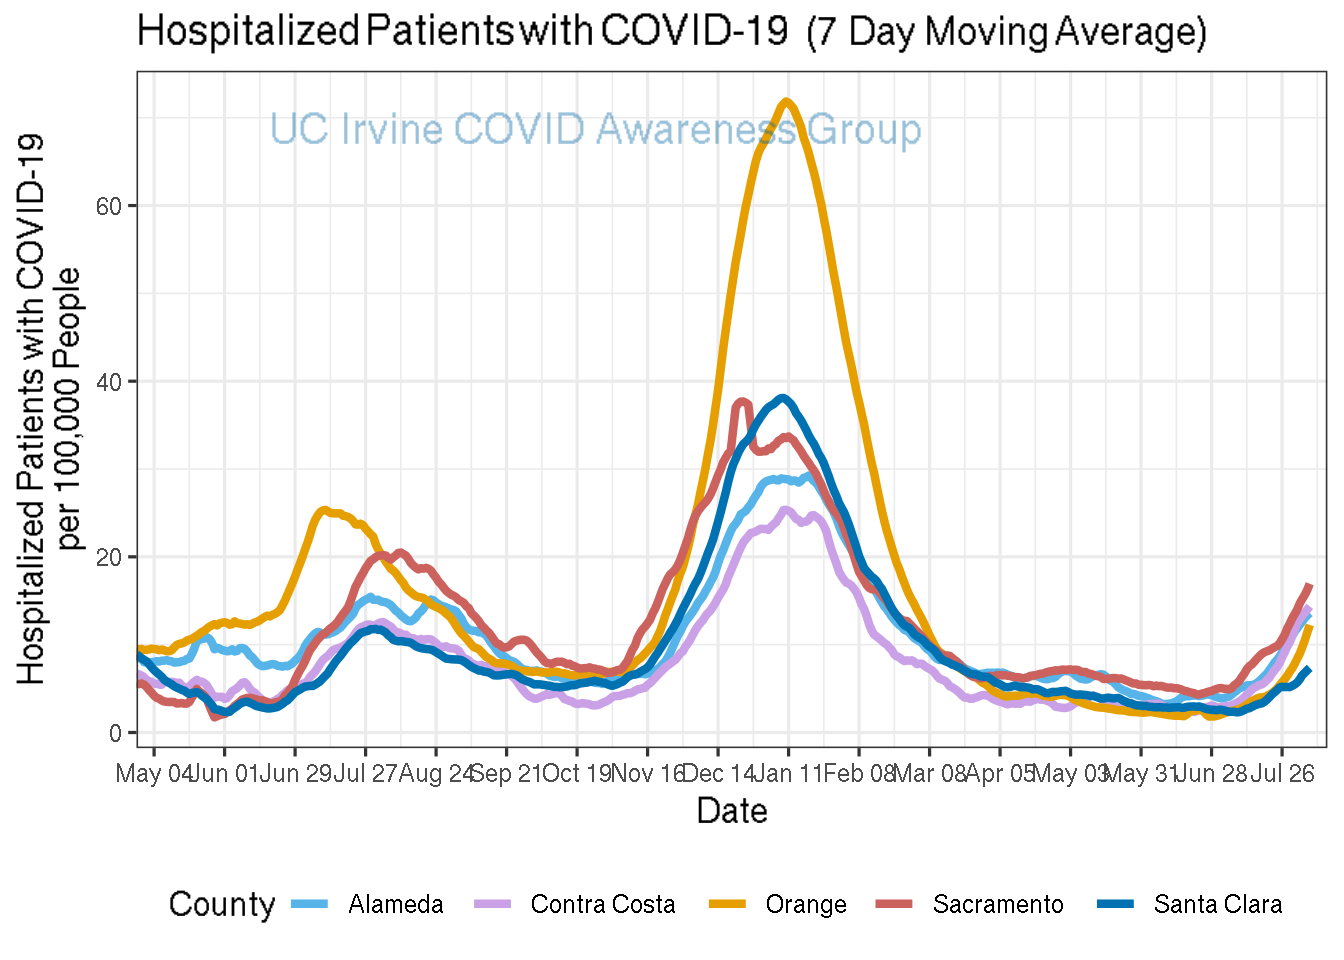 Hospitalized Patients with COVID-19 (7 Day Moving Average)
UC Irvine COVID Awareness Group
Hospitalized Patients with COVID-19
per 100,000 People
60
40
20
0
May 04 Jun 01 Jun 29 Jul 27 Aug 24 Sep 21 Oct 19 Nov 16 Dec 14 Jan 11 Feb 08 Mar 08 Apr 05 May 03 May 31 Jun 28 Jul 26
Date
County Alameda Contra Costa Orange Sacramento Santa Clara